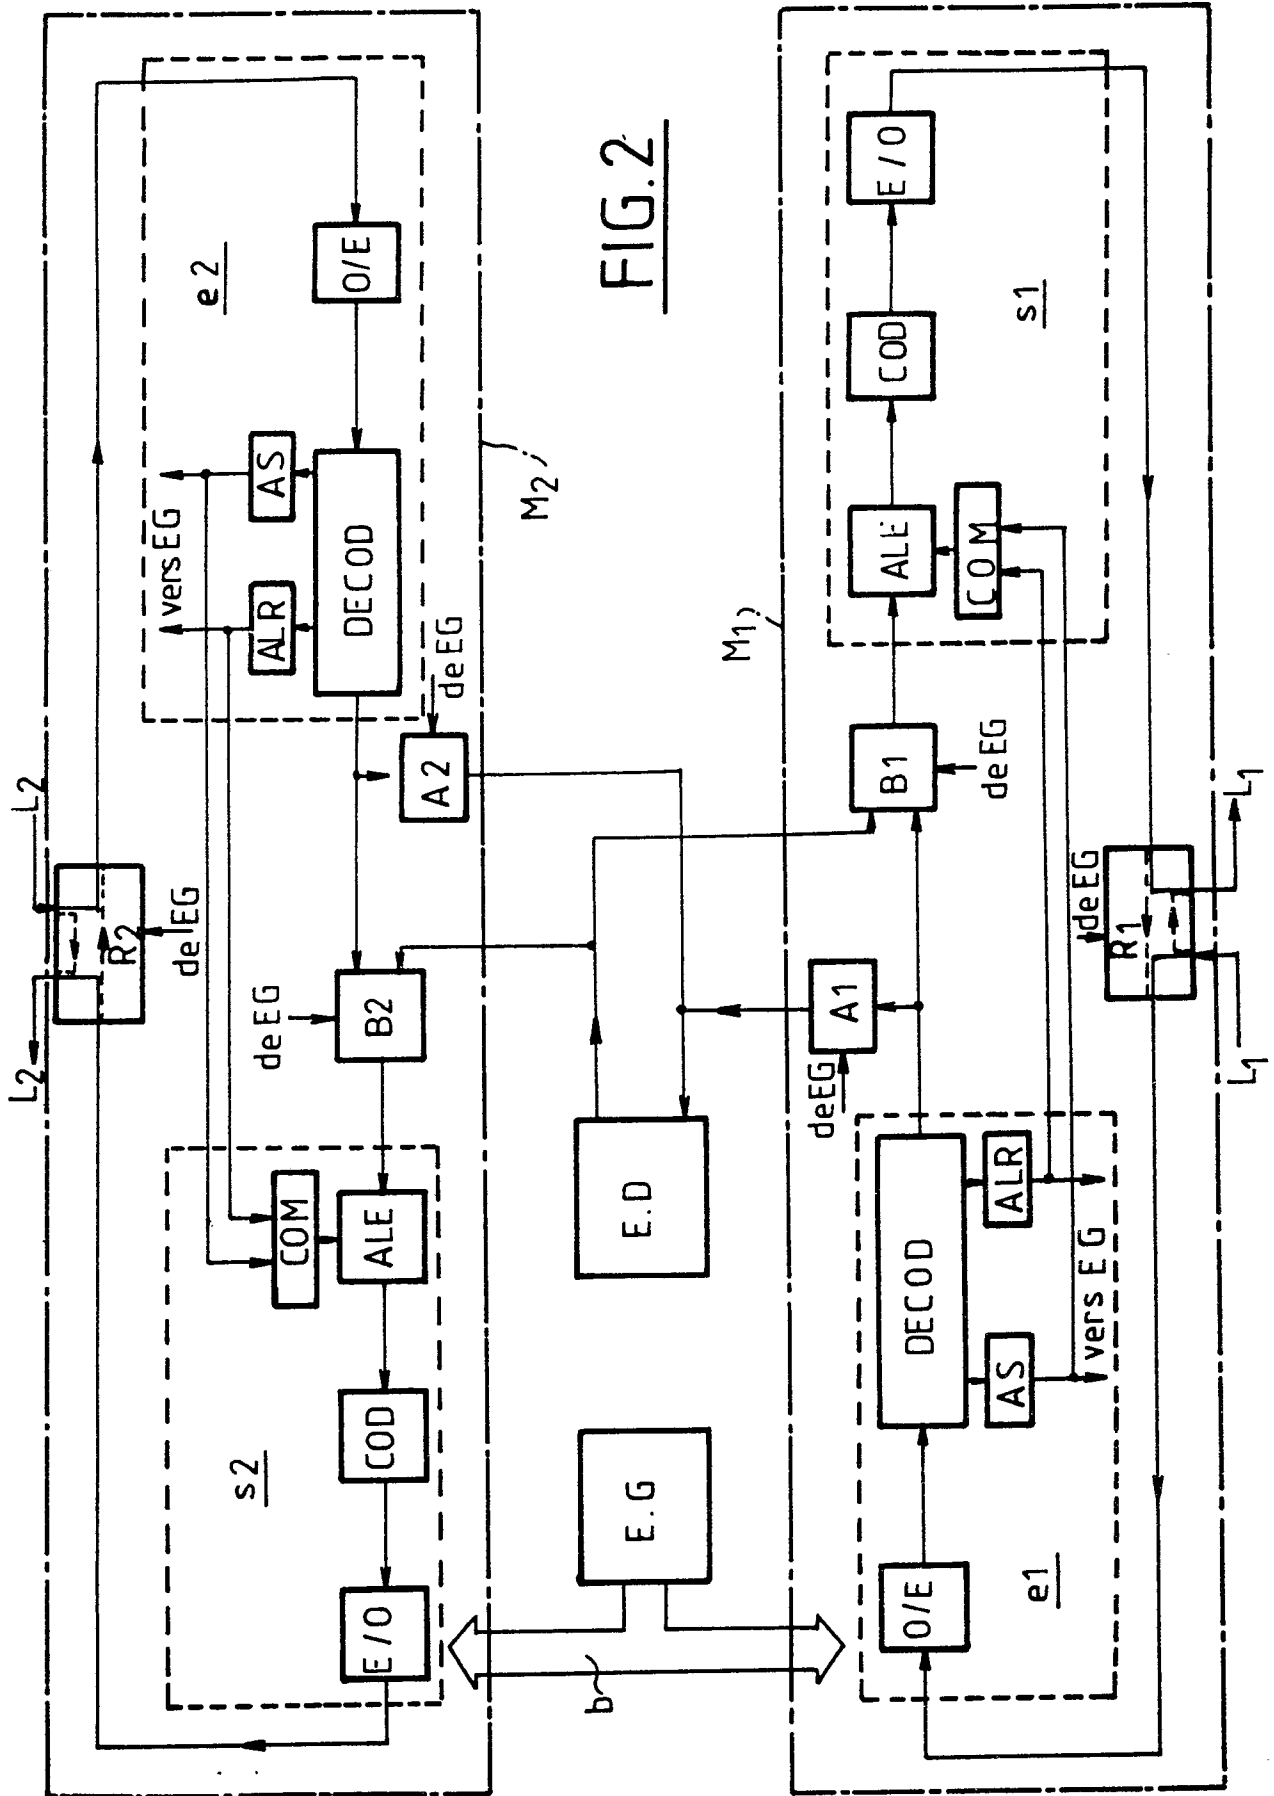 FIG.2
M2
L2
L2
R2
de EG
s2
E/O
COD
ALE
COM
B2
de EG
A2
de EG
e2
O/E
DECOD
ALR
AS
vers EG
E.G
E.D
b
M1
e1
O/E
DECOD
AS
ALR
vers EG
A1
de EG
B1
de EG
s1
ALE
COM
COD
E/O
R1
de EG
L1
L1